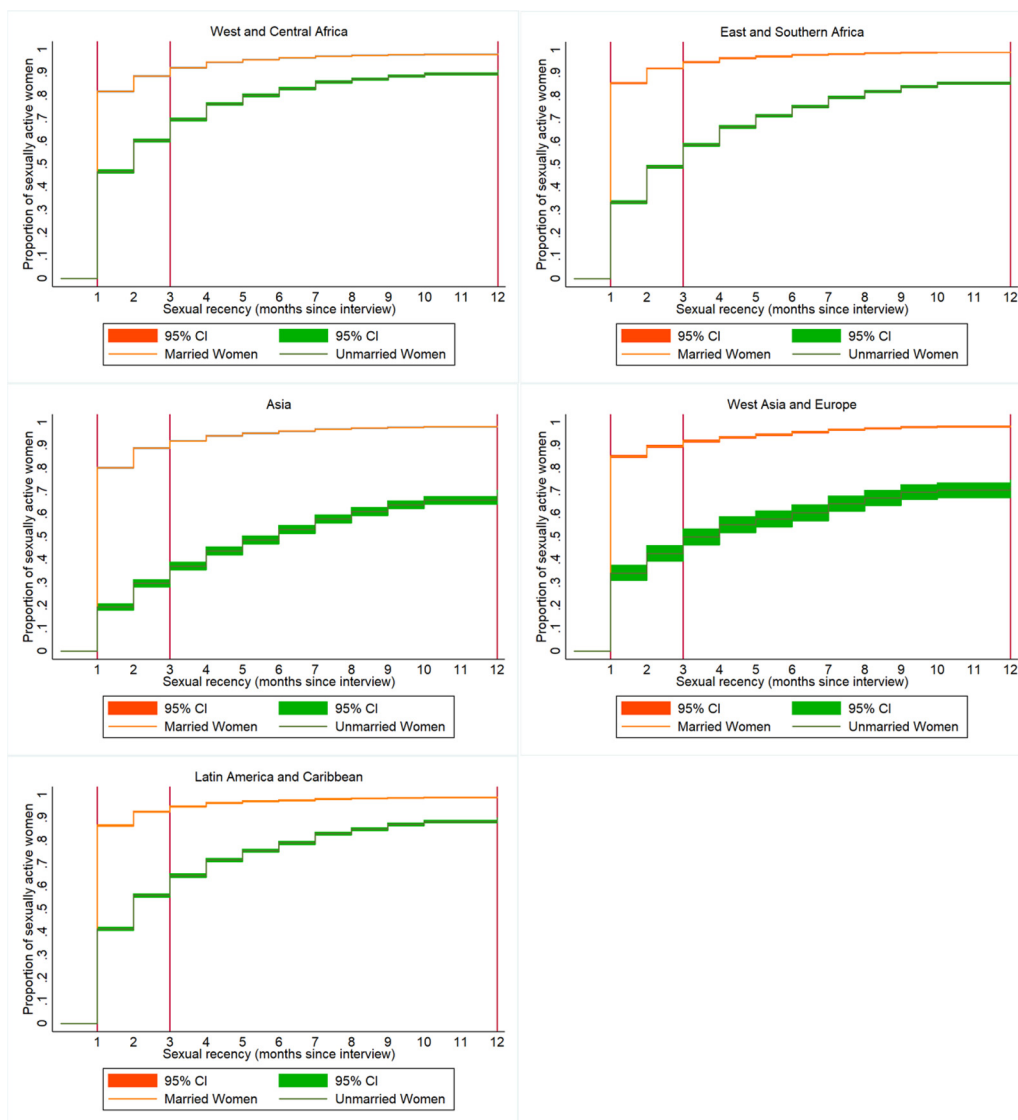 West and Central Africa
Proportion of sexually active women
0 .1 .2 .3 .4 .5 .6 .7 .8 .9 1
1 2 3 4 5 6 7 8 9 10 11 12
Sexual recency (months since interview)
95% CI 95% CI
Married Women Unmarried Women
East and Southern Africa
Proportion of sexually active women
0 .1 .2 .3 .4 .5 .6 .7 .8 .9 1
1 2 3 4 5 6 7 8 9 10 11 12
Sexual recency (months since interview)
95% CI 95% CI
Married Women Unmarried Women
Asia
Proportion of sexually active women
0 .1 .2 .3 .4 .5 .6 .7 .8 .9 1
1 2 3 4 5 6 7 8 9 10 11 12
Sexual recency (months since interview)
95% CI 95% CI
Married Women Unmarried Women
West Asia and Europe
Proportion of sexually active women
0 .1 .2 .3 .4 .5 .6 .7 .8 .9 1
1 2 3 4 5 6 7 8 9 10 11 12
Sexual recency (months since interview)
95% CI 95% CI
Married Women Unmarried Women
Latin America and Caribbean
Proportion of sexually active women
0 .1 .2 .3 .4 .5 .6 .7 .8 .9 1
1 2 3 4 5 6 7 8 9 10 11 12
Sexual recency (months since interview)
95% CI 95% CI
Married Women Unmarried Women